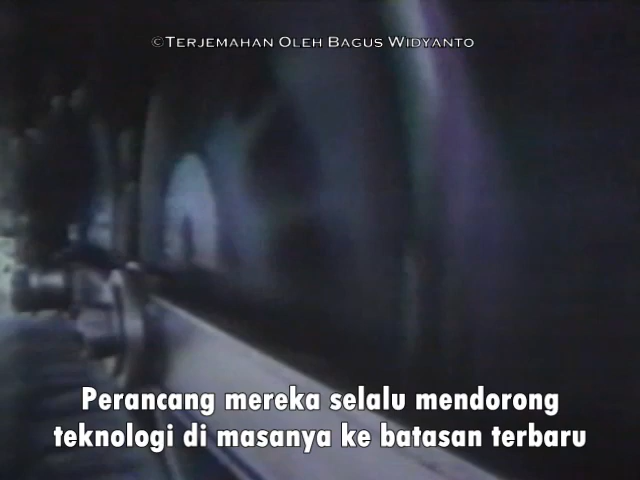 ©Terjemahan Oleh Bagus Widyanto
Perancang mereka selalu mendorong
teknologi di masanya ke batasan terbaru